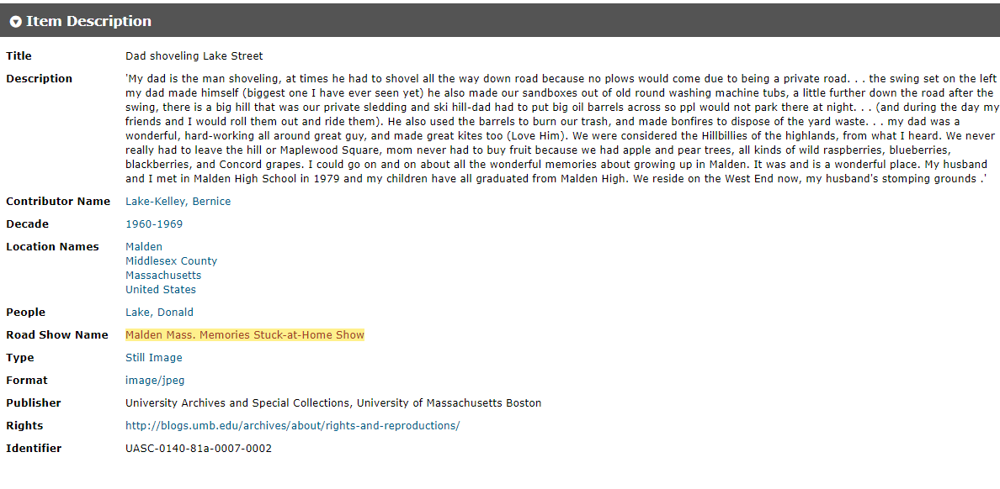 Item Description
Title Dad shoveling Lake Street
Description 'My dad is the man shoveling, at times he had to shovel all the way down road because no plows would come due to being a private road. . . the swing set on the left
my dad made himself (biggest one I have ever seen yet) he also made our sandboxes out of old round washing machine tubs, a little further down the road after the
swing, there is a big hill that was our private sledding and ski hill-dad had to put big oil barrels across so ppl would not park there at night. . . (and during the day my
friends and I would roll them out and ride them). He also used the barrels to burn our trash, and made bonfires to dispose of the yard waste. . . my dad was a
wonderful, hard-working all around great guy, and made great kites too (Love Him). We were considered the Hillbillies of the highlands, from what I heard. We never
really had to leave the hill or Maplewood Square, mom never had to buy fruit because we had apple and pear trees, all kinds of wild raspberries, blueberries,
blackberries, and Concord grapes. I could go on and on about all the wonderful memories about growing up in Malden. It was and is a wonderful place. My husband
and I met in Malden High School in 1979 and my children have all graduated from Malden High. We reside on the West End now, my husband's stomping grounds .'
Contributor Name Lake-Kelley, Bernice
Decade 1960-1969
Location Names Malden
Middlesex County
Massachusetts
United States
People Lake, Donald
Road Show Name Malden Mass. Memories Stuck-at-Home Show
Type Still Image
Format image/jpeg
Publisher University Archives and Special Collections, University of Massachusetts Boston
Rights http://blogs.umb.edu/archives/about/rights-and-reproductions/
Identifier UASC-0140-81a-0007-0002